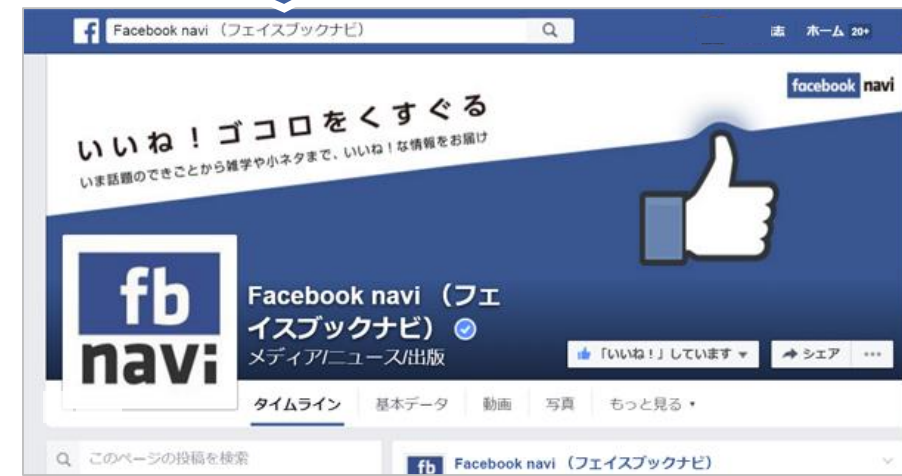 f Facebook navi （フェイスブックナビ）
志 ホーム 20+
facebook navi
いいね！ゴコロをくすぐる
いま話題のできごとから雑学や小ネタまで、いいね！な情報をお届け
fb
navi
Facebook navi （フェ
イスブックナビ）
メディア/ニュース/出版
「いいね！」しています ▾
シェア
...
タイムライン 基本データ 動画 写真 もっと見る
このページの投稿を検索
fb Facebook navi （フェイスブックナビ）